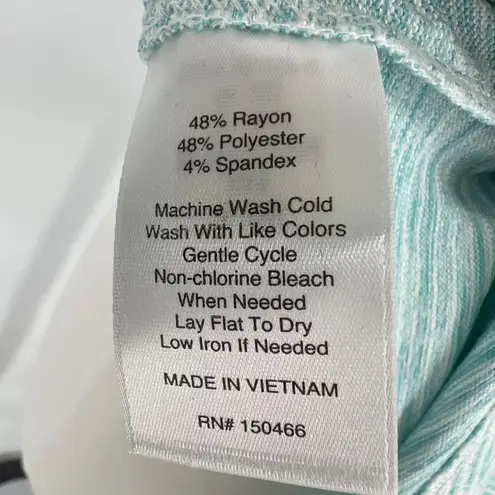 48% Rayon
48% Polyester
4% Spandex
Machine Wash Cold
Wash With Like Colors
Gentle Cycle
Non-chlorine Bleach
When Needed
Lay Flat To Dry
Low Iron If Needed
MADE IN VIETNAM
RN# 150466